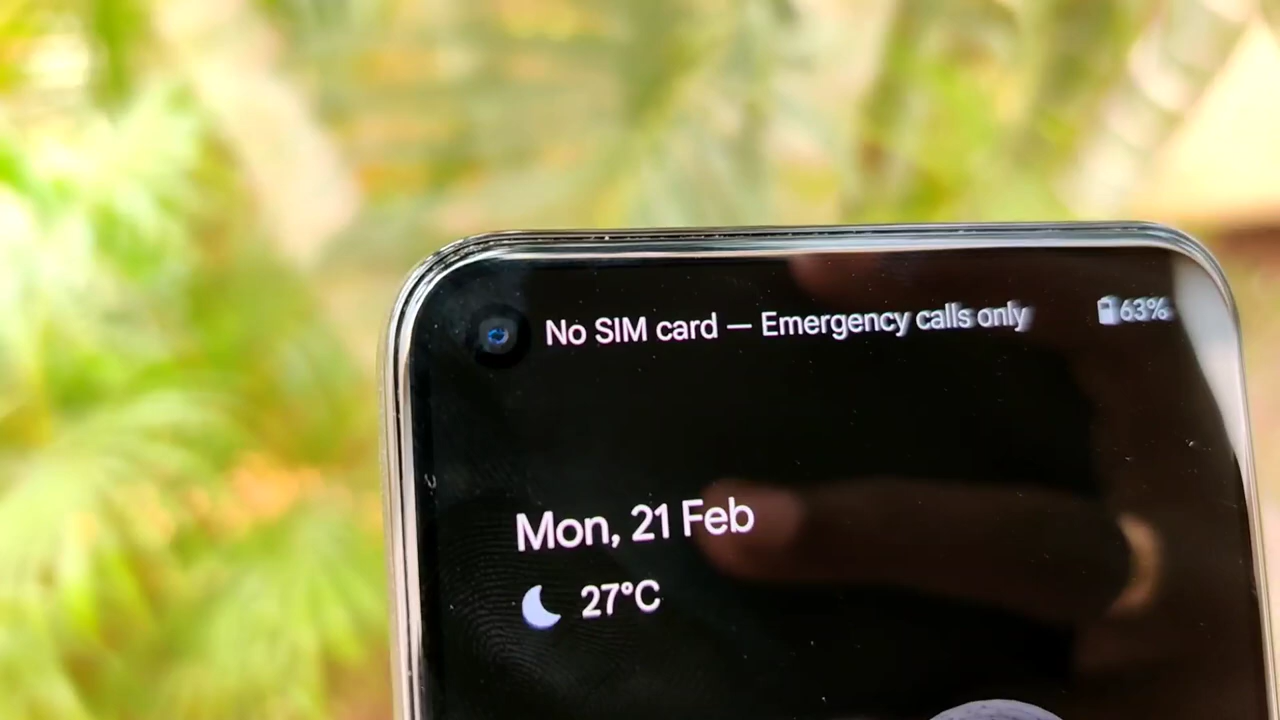 No SIM card — Emergency calls only 63%
Mon, 21 Feb
27°C